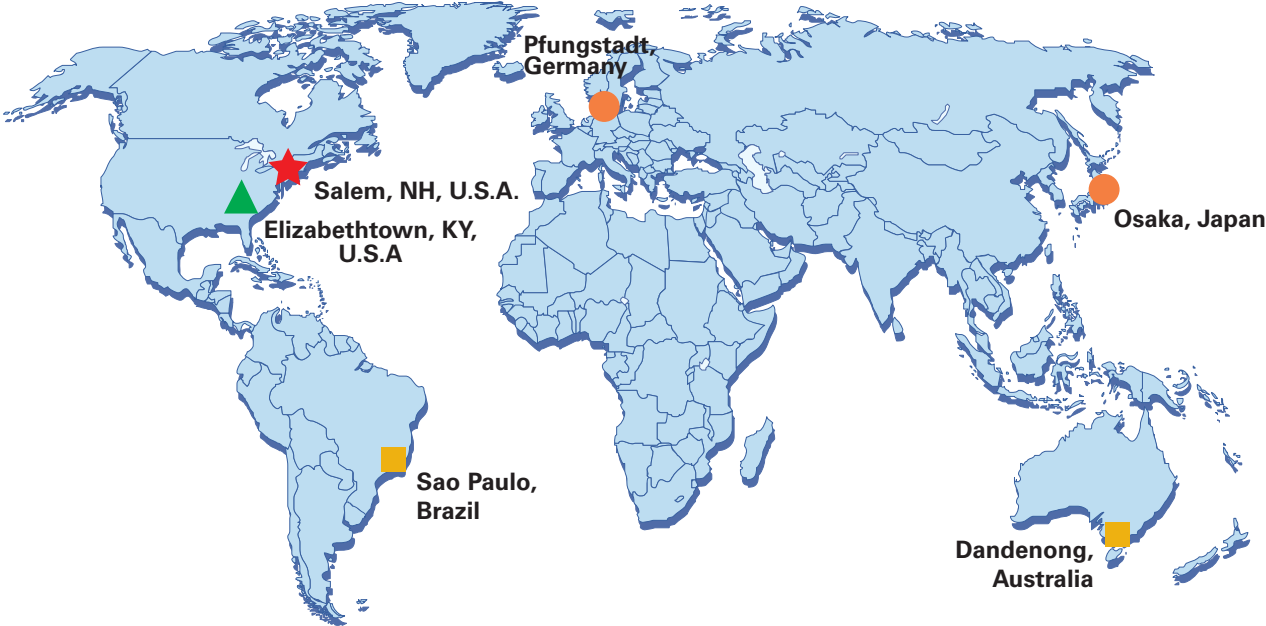 Pfungstadt,
Germany
Salem, NH, U.S.A.
Elizabethtown, KY,
U.S.A
Osaka, Japan
Sao Paulo,
Brazil
Dandenong,
Australia